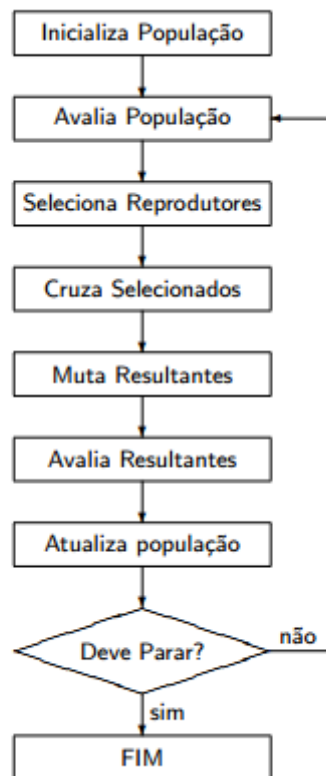 Inicializa População
Avalia População
Seleciona Reprodutores
Cruza Selecionados
Muta Resultantes
Avalia Resultantes
Atualiza população
Deve Parar?
não
sim
FIM